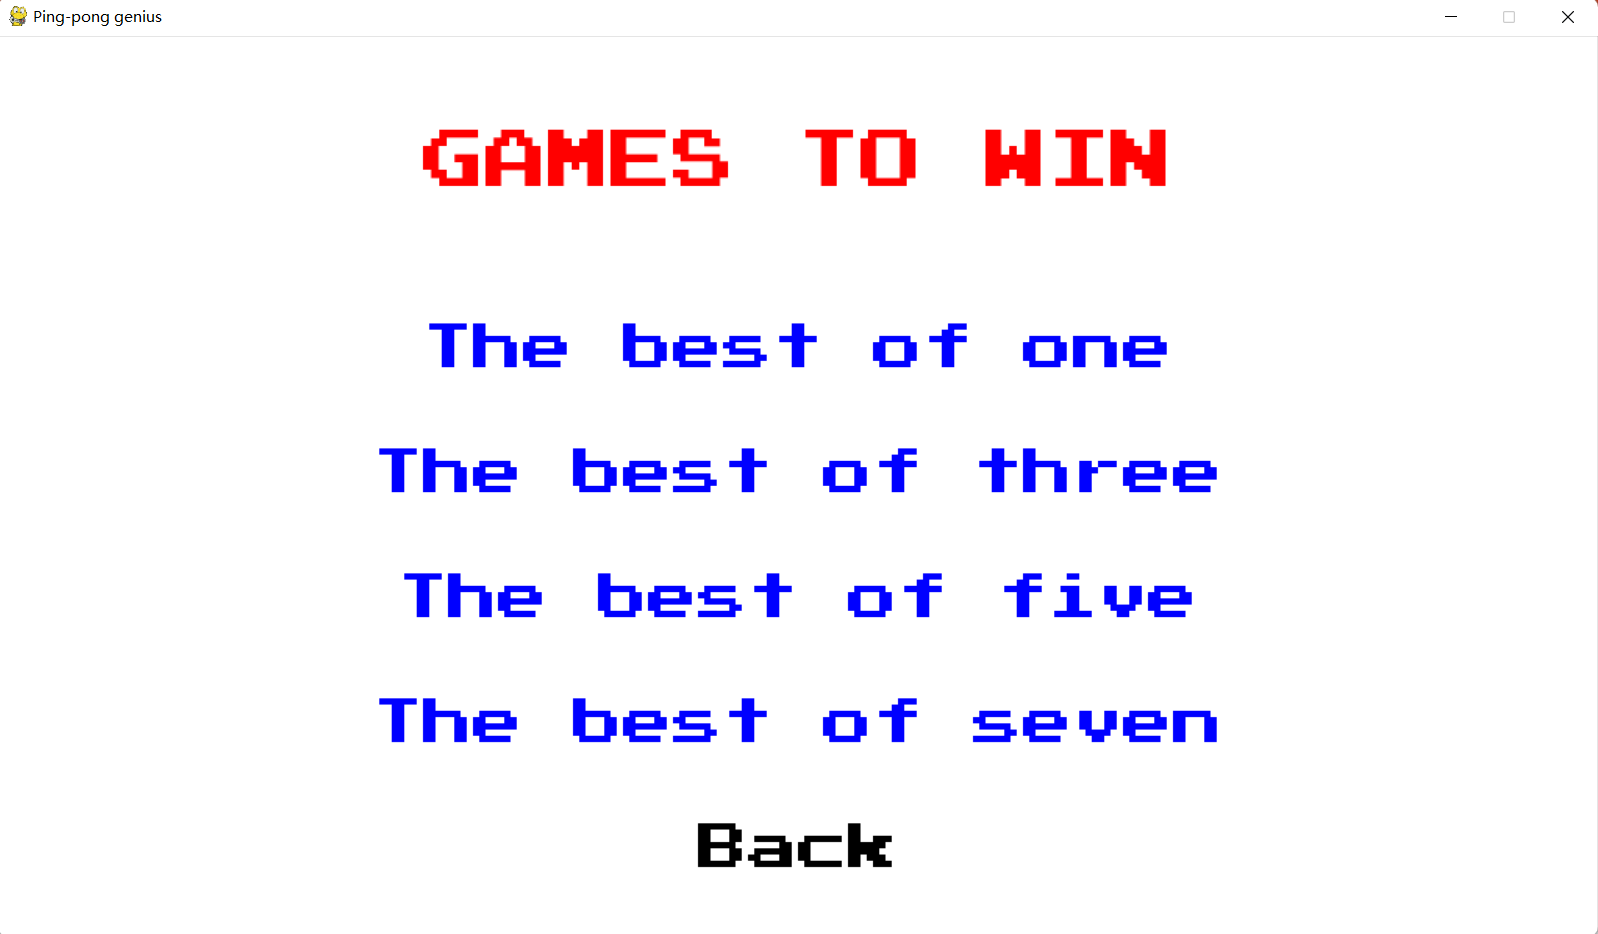 Ping-pong genius
GAMES TO WIN
The best of one
The best of three
The best of five
The best of seven
Back